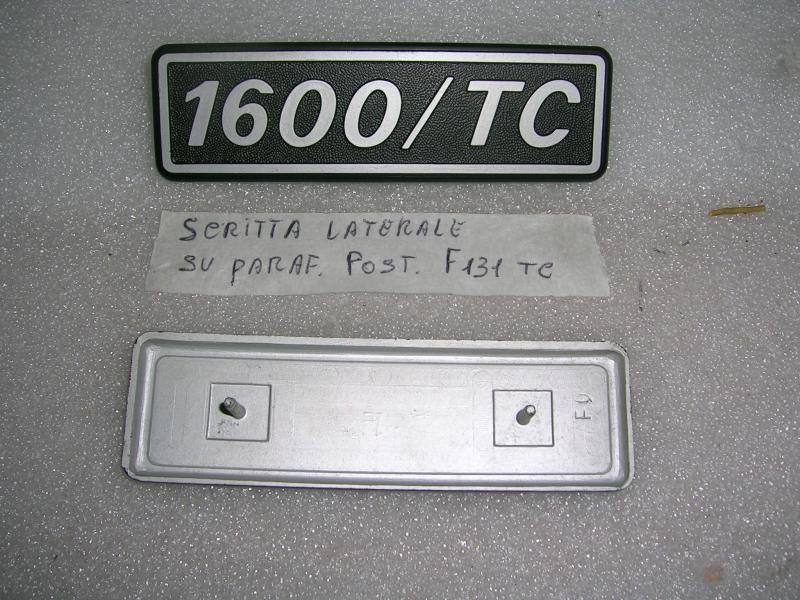 1600/TC
SCRITTA LATERALE
SU PARAF. POST. F131 TC